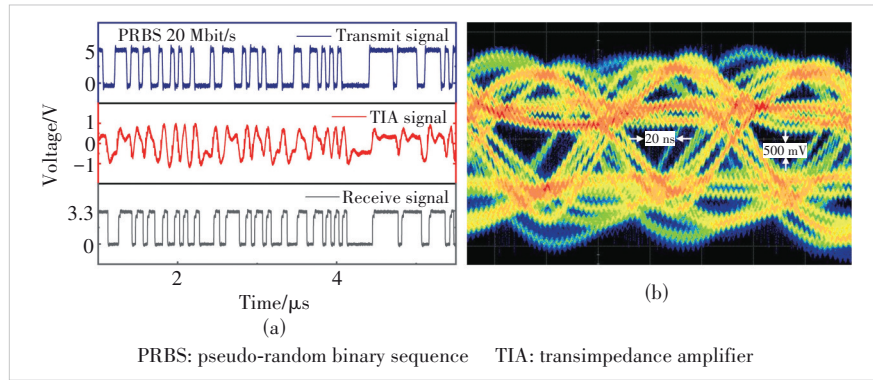 PRBS 20 Mbit/s
Transmit signal
5
0
TIA signal
1
0
−1
Voltage/V
Receive signal
3.3
0
2 4
Time/μs
(a)
20 ns
500 mV
(b)
PRBS: pseudo-random binary sequence TIA: transimpedance amplifier